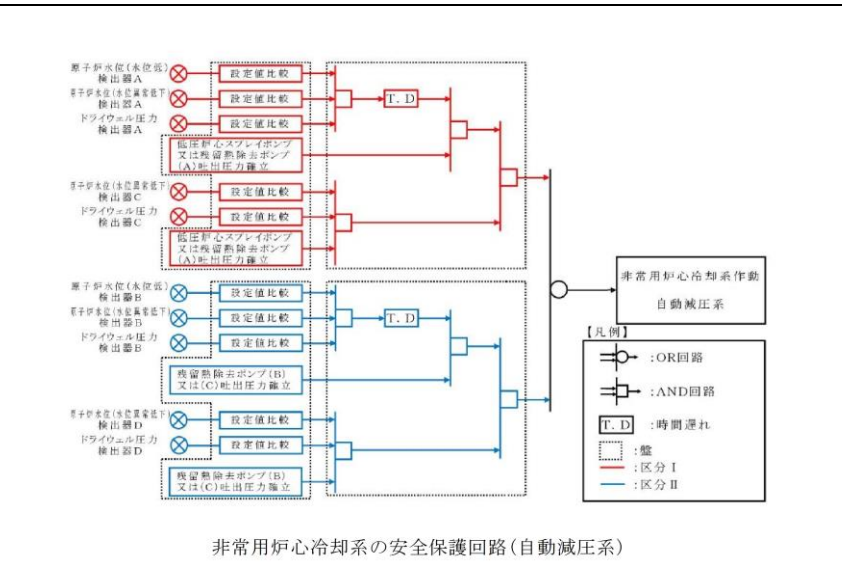 原子炉水位(水位低)
検出器A
設定値比較
原子炉水位(水位異常低下)
検出器A
設定値比較
T.D
ドライウェル圧力
検出器A
設定値比較
低圧炉心スプレイポンプ
又は残留熱除去ポンプ
(A)吐出圧力確立
原子炉水位(水位異常低下)
検出器C
設定値比較
ドライウェル圧力
検出器C
設定値比較
低圧炉心スプレイポンプ
又は残留熱除去ポンプ
(A)吐出圧力確立
原子炉水位(水位低)
検出器B
設定値比較
原子炉水位(水位異常低下)
検出器B
設定値比較
T.D
ドライウェル圧力
検出器B
設定値比較
残留熱除去ポンプ(B)
又は(C)吐出圧力確立
原子炉水位(水位異常低下)
検出器D
設定値比較
ドライウェル圧力
検出器D
設定値比較
残留熱除去ポンプ(B)
又は(C)吐出圧力確立
非常用炉心冷却系作動
自動減圧系
【凡例】
:OR回路
:AND回路
T.D :時間遅れ
:盤
:区分Ⅰ
:区分Ⅱ
非常用炉心冷却系の安全保護回路(自動減圧系)